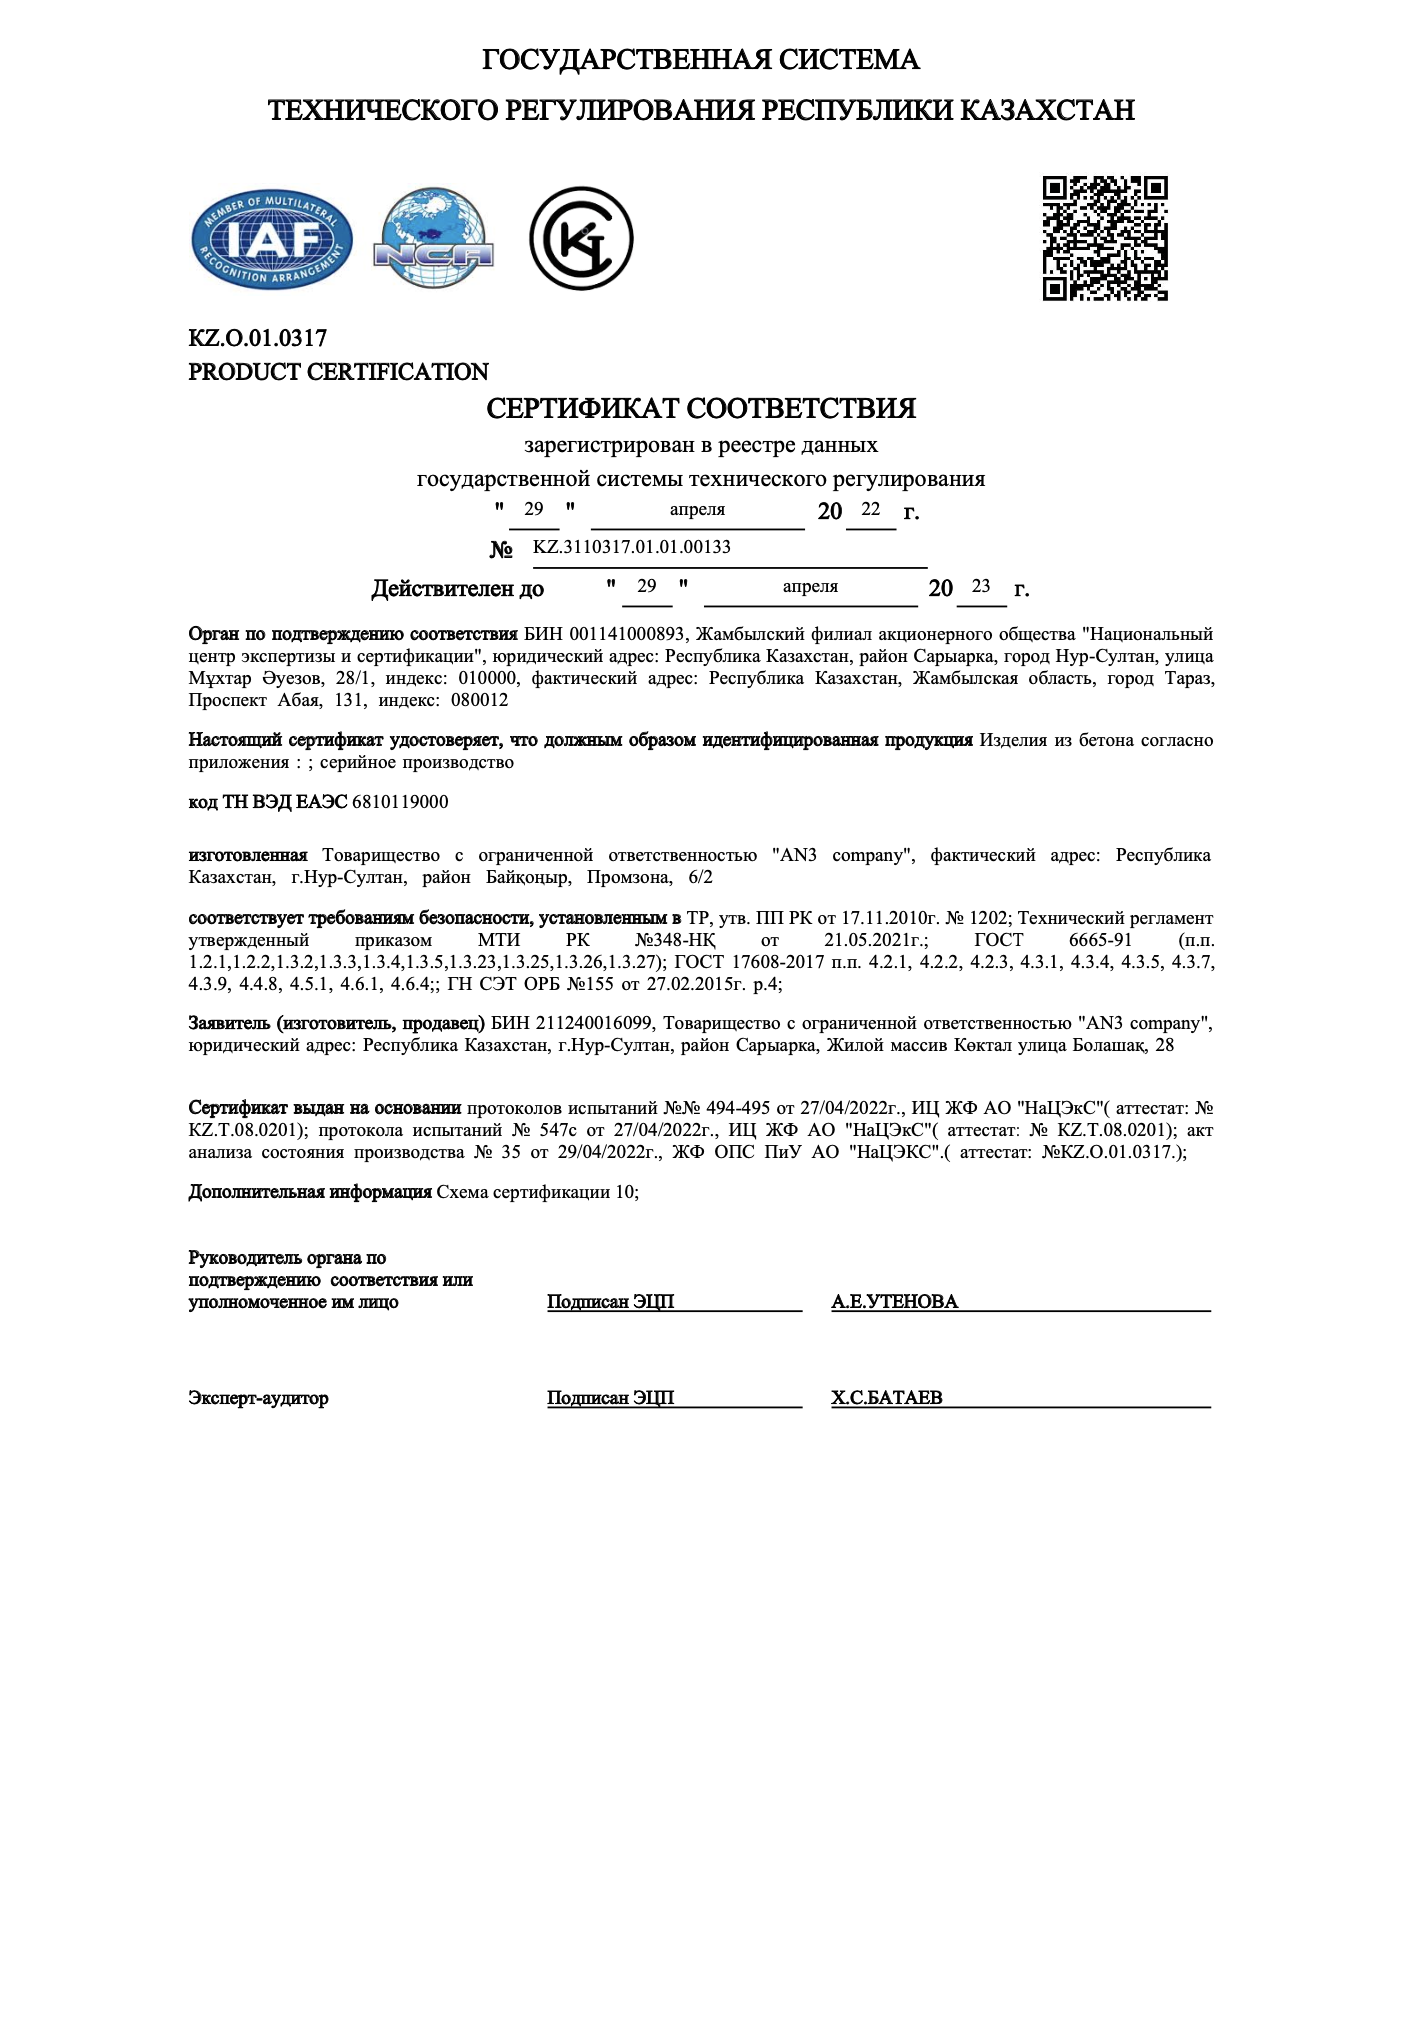 ГОСУДАРСТВЕННАЯ СИСТЕМА
ТЕХНИЧЕСКОГО РЕГУЛИРОВАНИЯ РЕСПУБЛИКИ КАЗАХСТАН
MEMBER OF MULTILATERAL
IAF
RECOGNITION ARRANGEMENT
NCA
KZ.O.01.0317
PRODUCT CERTIFICATION
СЕРТИФИКАТ СООТВЕТСТВИЯ
зарегистрирован в реестре данных
государственной системы технического регулирования
" 29 " апреля 20 22 г.
№ KZ.3110317.01.01.00133
Действителен до " 29 " апреля 20 23 г.
Орган по подтверждению соответствия БИН 001141000893, Жамбылский филиал акционерного общества "Национальный
центр экспертизы и сертификации", юридический адрес: Республика Казахстан, район Сарыарка, город Нур-Султан, улица
Мұхтар Әуезов, 28/1, индекс: 010000, фактический адрес: Республика Казахстан, Жамбылская область, город Тараз,
Проспект Абая, 131, индекс: 080012
Настоящий сертификат удостоверяет, что должным образом идентифицированная продукция Изделия из бетона согласно
приложения : ; серийное производство
код ТН ВЭД ЕАЭС 6810119000
изготовленная Товарищество с ограниченной ответственностью "AN3 company", фактический адрес: Республика
Казахстан, г.Нур-Султан, район Байқоңыр, Промзона, 6/2
соответствует требованиям безопасности, установленным в ТР, утв. ПП РК от 17.11.2010г. № 1202; Технический регламент
утвержденный приказом МТИ РК №348-НҚ от 21.05.2021г.; ГОСТ 6665-91 (п.п.
1.2.1,1.2.2,1.3.2,1.3.3,1.3.4,1.3.5,1.3.23,1.3.25,1.3.26,1.3.27); ГОСТ 17608-2017 п.п. 4.2.1, 4.2.2, 4.2.3, 4.3.1, 4.3.4, 4.3.5, 4.3.7,
4.3.9, 4.4.8, 4.5.1, 4.6.1, 4.6.4;; ГН СЭТ ОРБ №155 от 27.02.2015г. р.4;
Заявитель (изготовитель, продавец) БИН 211240016099, Товарищество с ограниченной ответственностью "AN3 company",
юридический адрес: Республика Казахстан, г.Нур-Султан, район Сарыарка, Жилой массив Көктал улица Болашақ, 28
Сертификат выдан на основании протоколов испытаний №№ 494-495 от 27/04/2022г., ИЦ ЖФ АО "НаЦЭкС"( аттестат: №
KZ.T.08.0201); протокола испытаний № 547с от 27/04/2022г., ИЦ ЖФ АО "НаЦЭкС"( аттестат: № KZ.T.08.0201); акт
анализа состояния производства № 35 от 29/04/2022г., ЖФ ОПС ПиУ АО "НаЦЭКС".( аттестат: №KZ.O.01.0317.);
Дополнительная информация Схема сертификации 10;
Руководитель органа по
подтверждению соответствия или
уполномоченное им лицо Подписан ЭЦП А.Е.УТЕНОВА
Эксперт-аудитор Подписан ЭЦП Х.С.БАТАЕВ